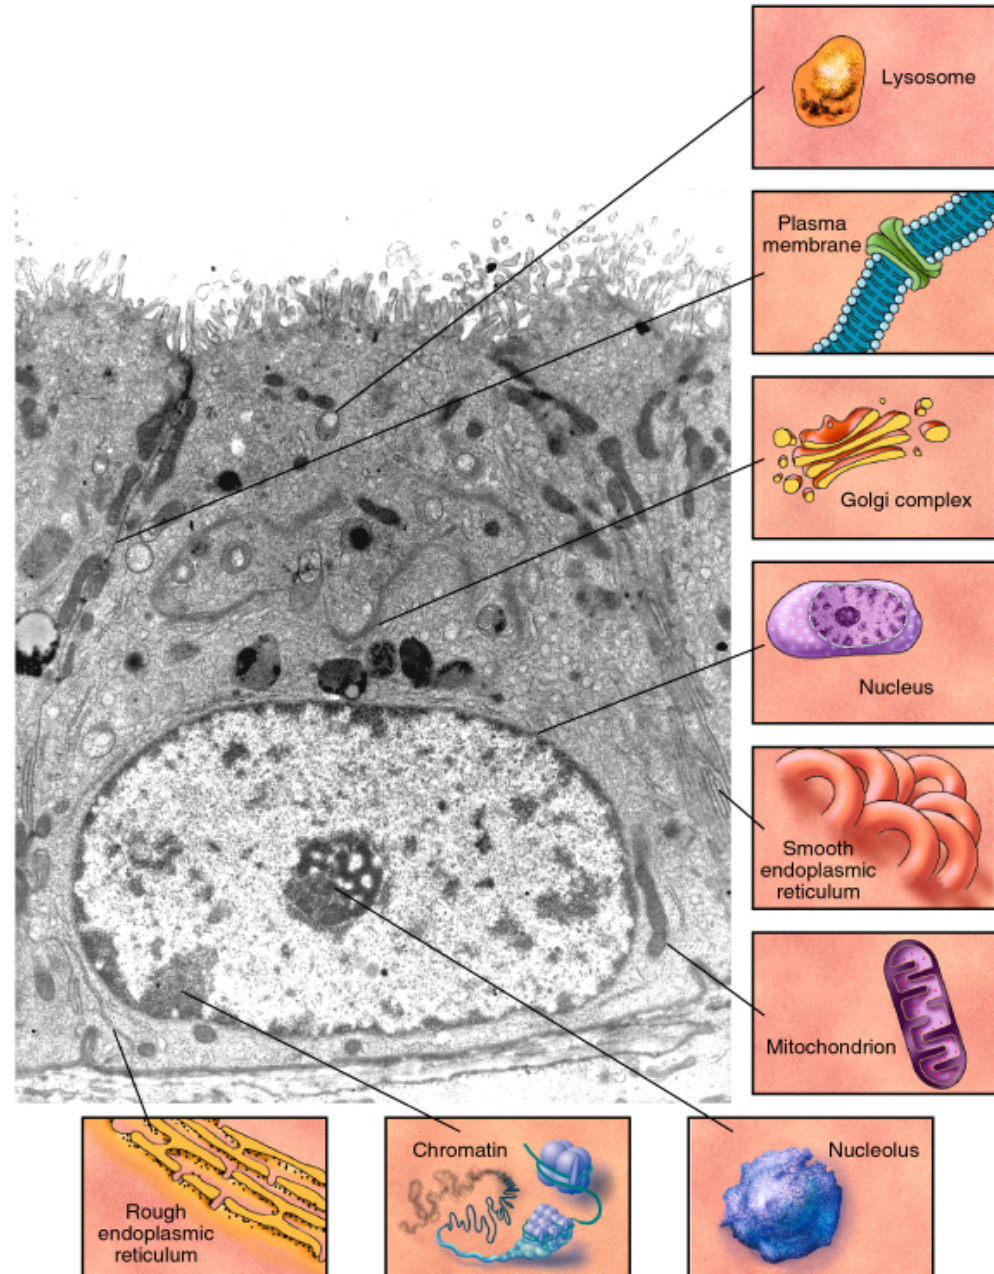 Lysosome
Plasma
membrane
Golgi complex
Nucleus
Smooth
endoplasmic
reticulum
Mitochondrion
Rough
endoplasmic
reticulum
Chromatin
Nucleolus